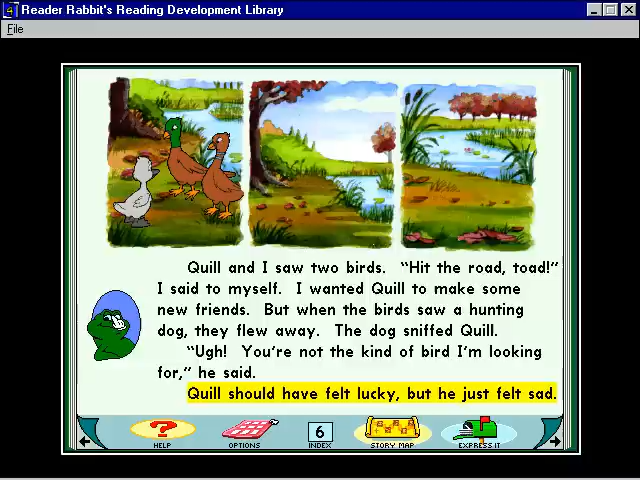 Reader Rabbit's Reading Development Library
File
Quill and I saw two birds. “Hit the road, toad!”
I said to myself. I wanted Quill to make some
new friends. But when the birds saw a hunting
dog, they flew away. The dog sniffed Quill.
“Ugh! You’re not the kind of bird I’m looking
for,” he said.
Quill should have felt lucky, but he just felt sad.
?
6
HELP
OPTIONS
INDEX
STORY MAP
EXPRESS IT